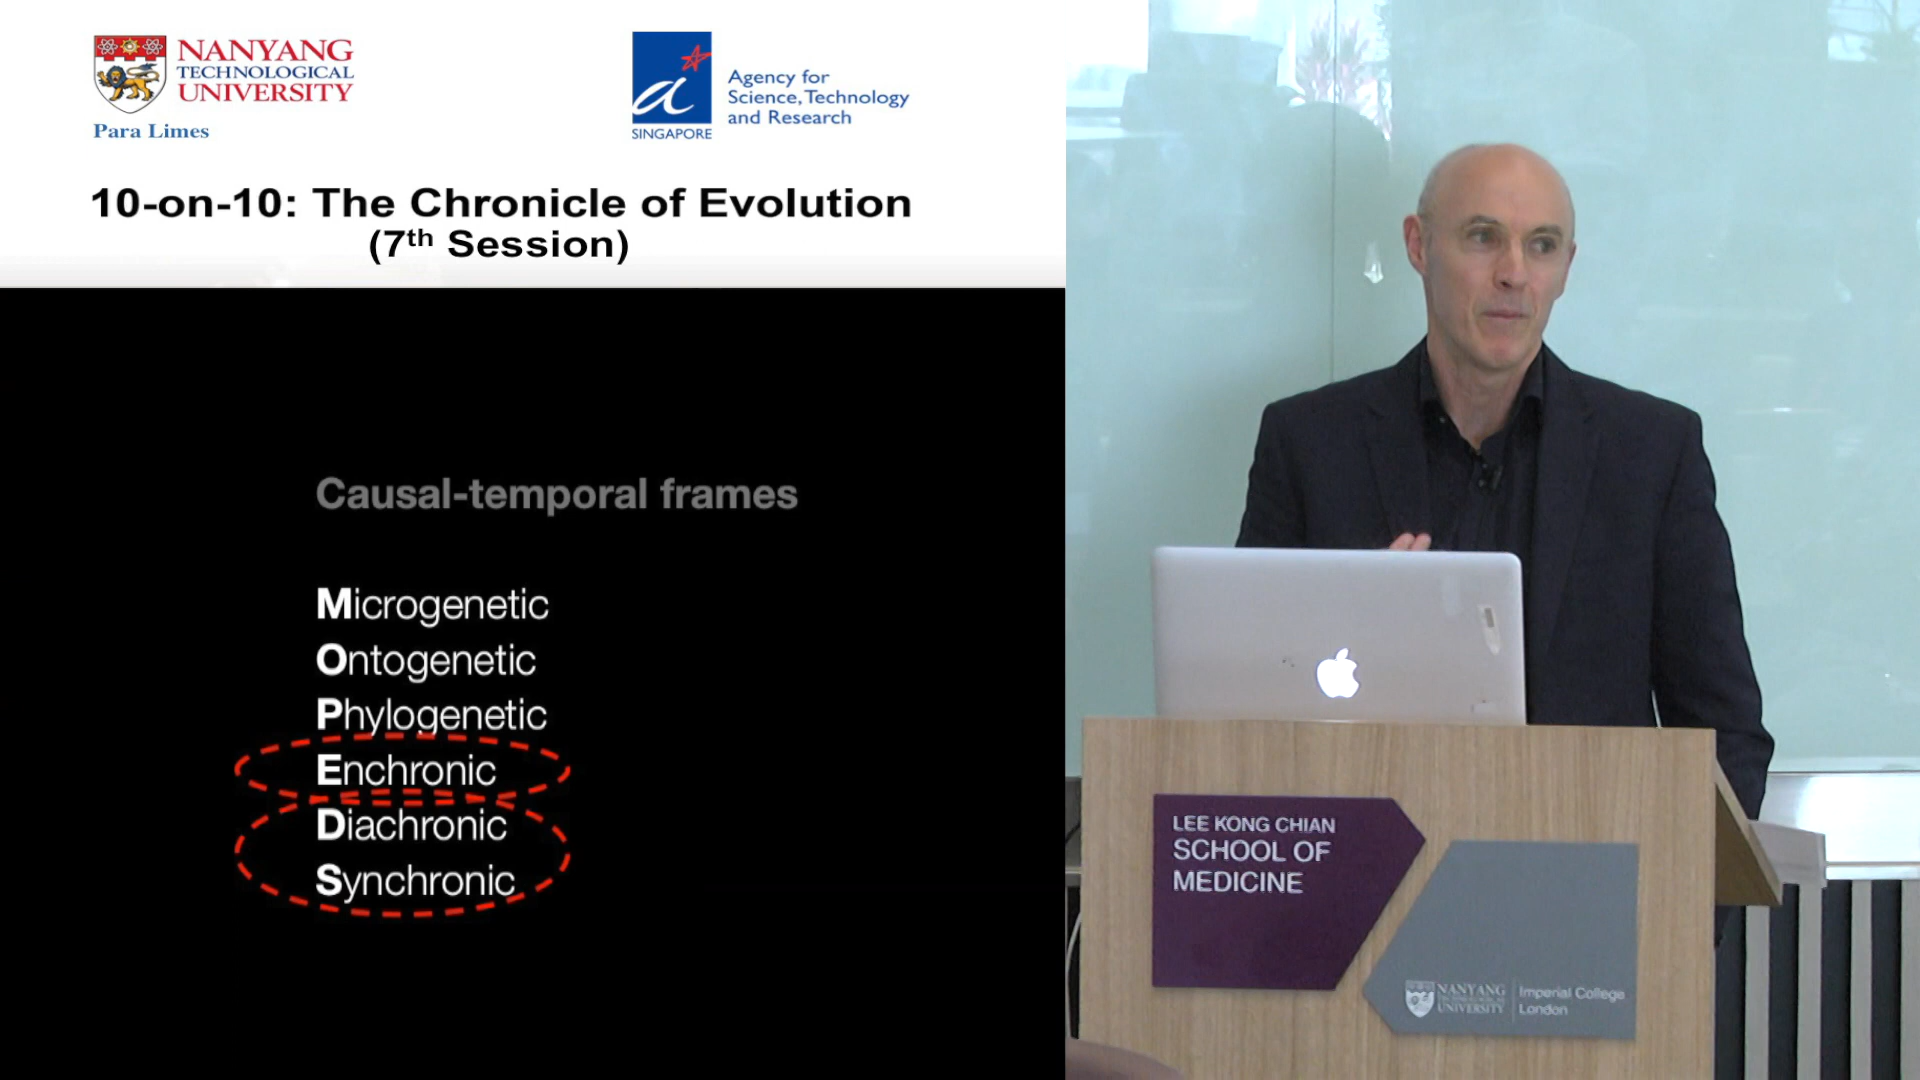 NANYANG
TECHNOLOGICAL
UNIVERSITY
Para Limes
SINGAPORE
Agency for
Science, Technology
and Research
10-on-10: The Chronicle of Evolution
(7th Session)
Causal-temporal frames
Microgenetic
Ontogenetic
Phylogenetic
Enchronic
Diachronic
Synchronic
LEE KONG CHIAN
SCHOOL OF
MEDICINE
NANYANG
TECHNOLOGICAL
UNIVERSITY
Imperial College
London